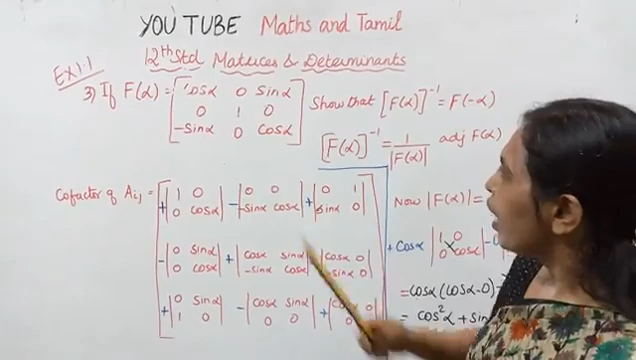 YOU TUBE Maths and Tamil
12th Std Matrices & Determinants
EX 1.1
3) If F(α) = [cosα 0 sinα
0 1 0
-sinα 0 cosα] Show that [F(α)]⁻¹ = F(-α)
[F(α)]⁻¹ = 1/|F(α)| adj F(α)
Cofactor of Aij = [+|1 0
0 cosα| -|0 0
-sinα cosα| +|0 1
-sinα 0|
-|0 sinα
0 cosα| +|cosα sinα
-sinα cosα| -|cosα 0
-sinα 0|
+|0 sinα
1 0| -|cosα sinα
0 0| +|cosα 0
0
Now |F(α)| =
+ cosα |1 0
0 cosα| -0
= cosα (cosα-0) -
= cos²α + sin